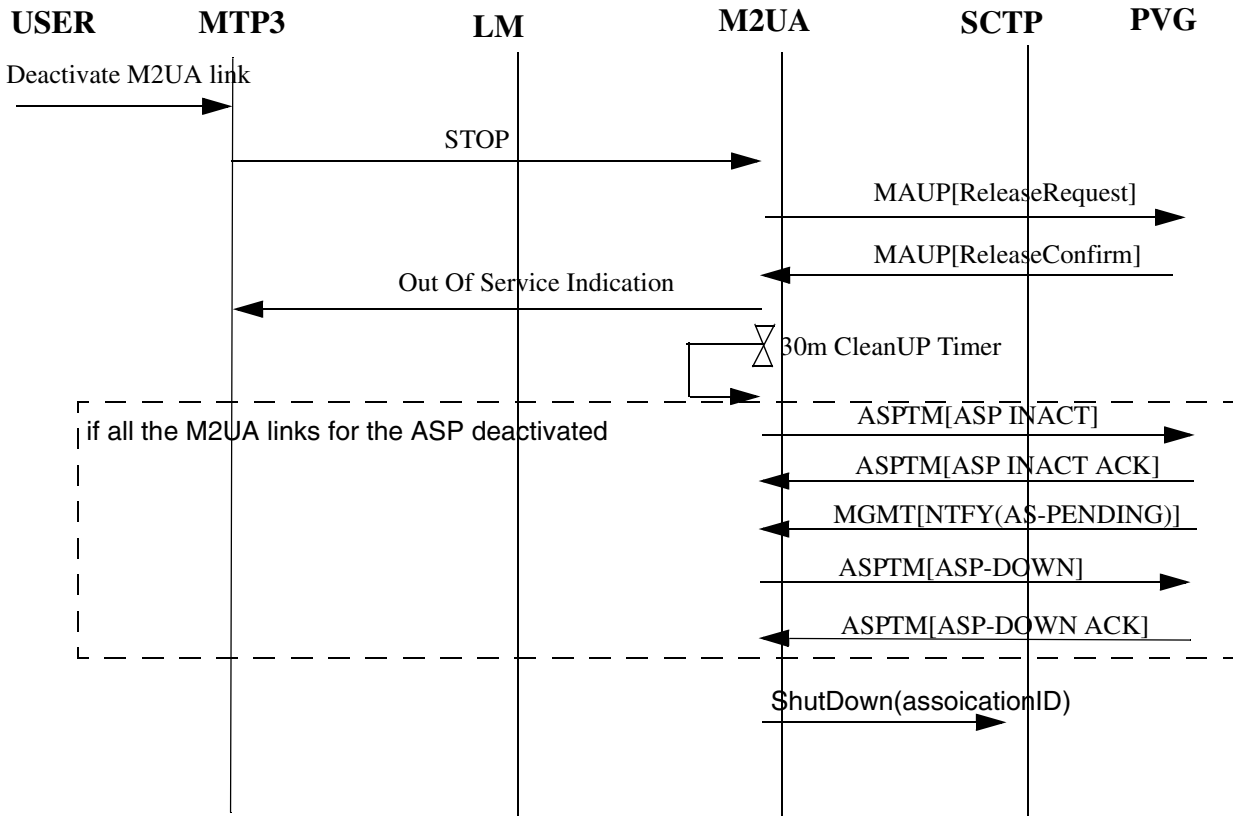 USER MTP3 LM M2UA SCTP PVG
Deactivate M2UA link
STOP
MAUP[ReleaseRequest]
MAUP[ReleaseConfirm]
Out Of Service Indication
30m CleanUP Timer
ASPTM[ASP INACT]
if all the M2UA links for the ASP deactivated
ASPTM[ASP INACT ACK]
MGMT[NTFY(AS-PENDING)]
ASPTM[ASP-DOWN]
ASPTM[ASP-DOWN ACK]
ShutDown(assoicationID)